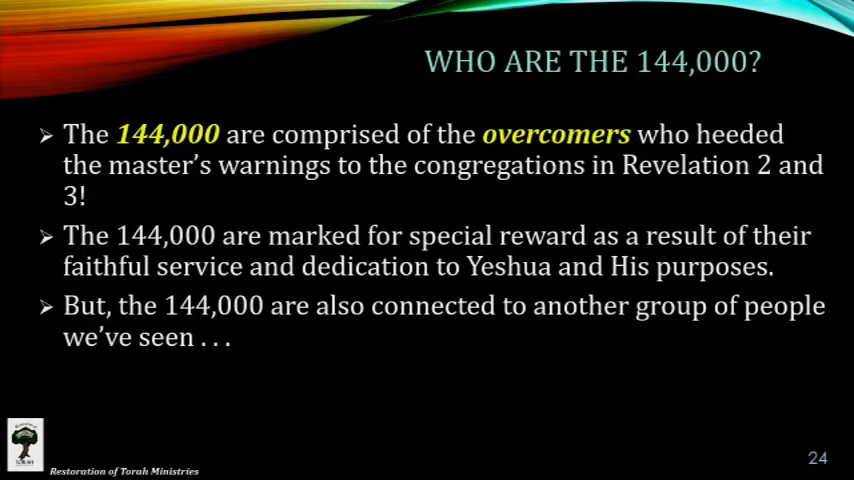 WHO ARE THE 144,000?
➢ The 144,000 are comprised of the overcomers who heeded
the master's warnings to the congregations in Revelation 2 and
3!
➢ The 144,000 are marked for special reward as a result of their
faithful service and dedication to Yeshua and His purposes.
➢ But, the 144,000 are also connected to another group of people
we've seen . . .
TORAH
Restoration of Torah Ministries
24